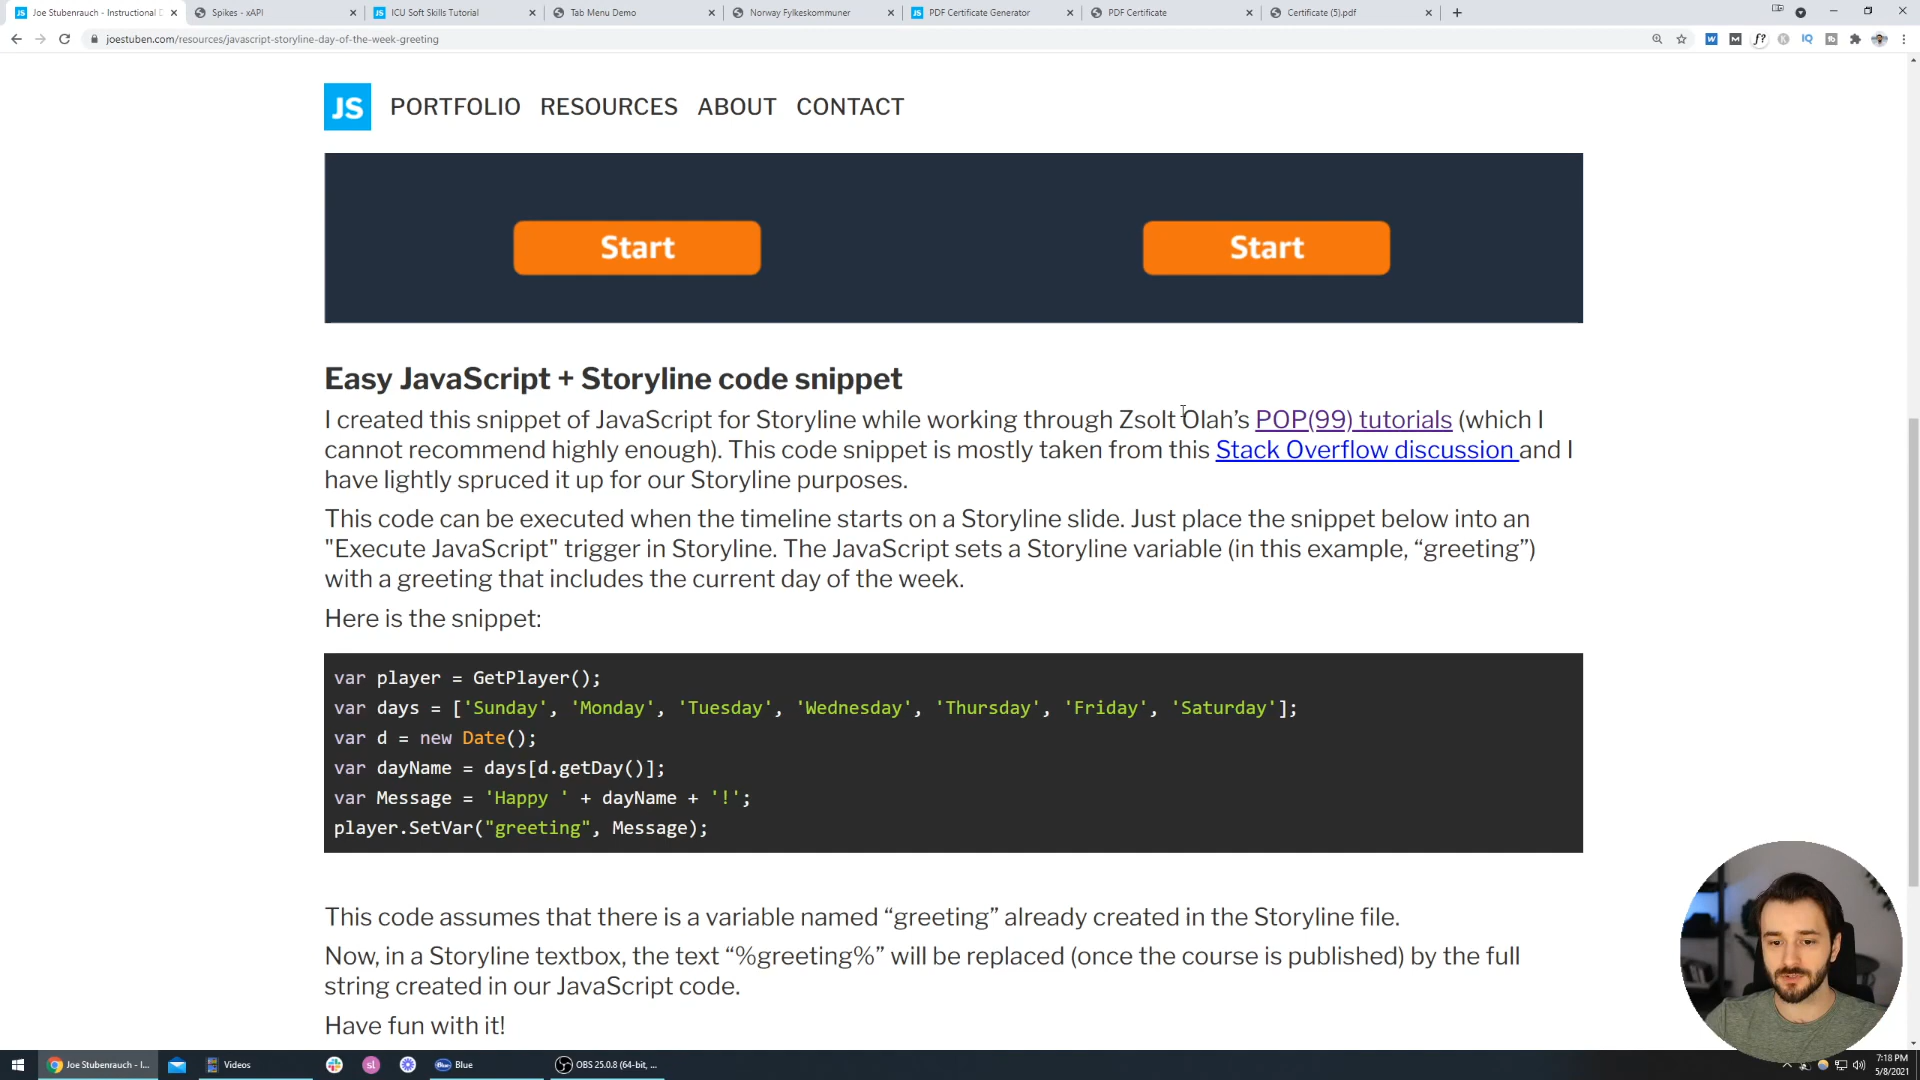 Joe Stubenrauch - Instructional D
Spikes - xAPI
JS ICU Soft Skills Tutorial
Tab Menu Demo
Norway Fylkeskommuner
JS PDF Certificate Generator
PDF Certificate
Certificate (5).pdf
joestuben.com/resources/javascript-storyline-day-of-the-week-greeting
JS PORTFOLIO RESOURCES ABOUT CONTACT
Start Start
Easy JavaScript + Storyline code snippet
I created this snippet of JavaScript for Storyline while working through Zsolt Olah’s POP(99) tutorials (which I
cannot recommend highly enough). This code snippet is mostly taken from this Stack Overflow discussion and I
have lightly spruced it up for our Storyline purposes.
This code can be executed when the timeline starts on a Storyline slide. Just place the snippet below into an
"Execute JavaScript" trigger in Storyline. The JavaScript sets a Storyline variable (in this example, “greeting”)
with a greeting that includes the current day of the week.
Here is the snippet:
var player = GetPlayer();
var days = ['Sunday', 'Monday', 'Tuesday', 'Wednesday', 'Thursday', 'Friday', 'Saturday'];
var d = new Date();
var dayName = days[d.getDay()];
var Message = 'Happy ' + dayName + '!';
player.SetVar("greeting", Message);
This code assumes that there is a variable named “greeting” already created in the Storyline file.
Now, in a Storyline textbox, the text “%greeting%” will be replaced (once the course is published) by the full
string created in our JavaScript code.
Have fun with it!
Joe Stubenrauch - I...
Videos
Blue
OBS 25.0.8 (64-bit, ...
7:18 PM
5/8/2021